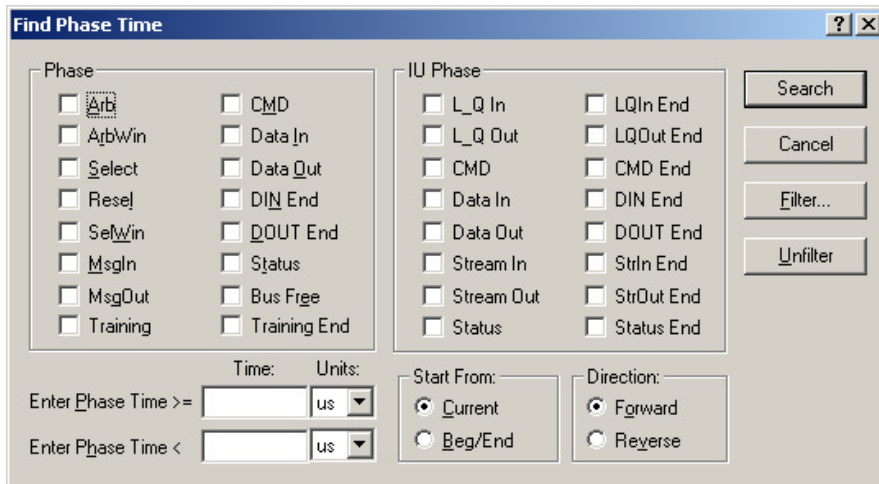 Find Phase Time
Phase
Arb
CMD
ArbWin
Data In
Select
Data Out
Resel
DIN End
SelWin
DOUT End
MsgIn
Status
MsgOut
Bus Free
Training
Training End
IU Phase
L_Q In
LQIn End
L_Q Out
LQOut End
CMD
CMD End
Data In
DIN End
Data Out
DOUT End
Stream In
StrIn End
Stream Out
StrOut End
Status
Status End
Search
Cancel
Filter...
Unfilter
Time:
Units:
Enter Phase Time >=
us
Enter Phase Time <
us
Start From:
Current
Beg/End
Direction:
Forward
Reverse